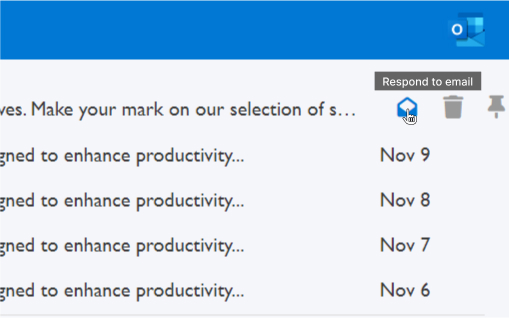 O
Respond to email
ves. Make your mark on our selection of s...
gned to enhance productivity... Nov 9
gned to enhance productivity... Nov 8
gned to enhance productivity... Nov 7
gned to enhance productivity... Nov 6